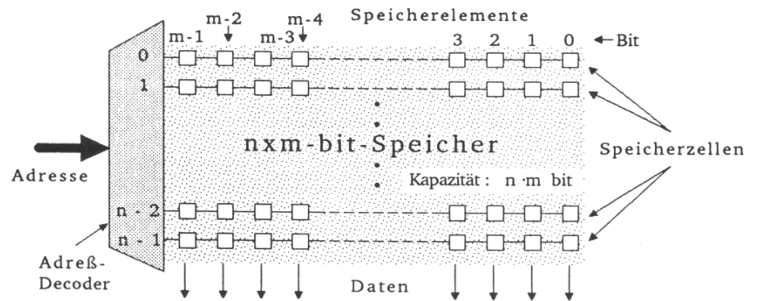 Speicherelemente
m-2 m-4
m-1 m-3 3 2 1 0 Bit
0
1
nxm-bit-Speicher
Speicherzellen
Adresse
Kapazität : n ·m bit
n - 2
n - 1
Adreß-
Decoder
Daten